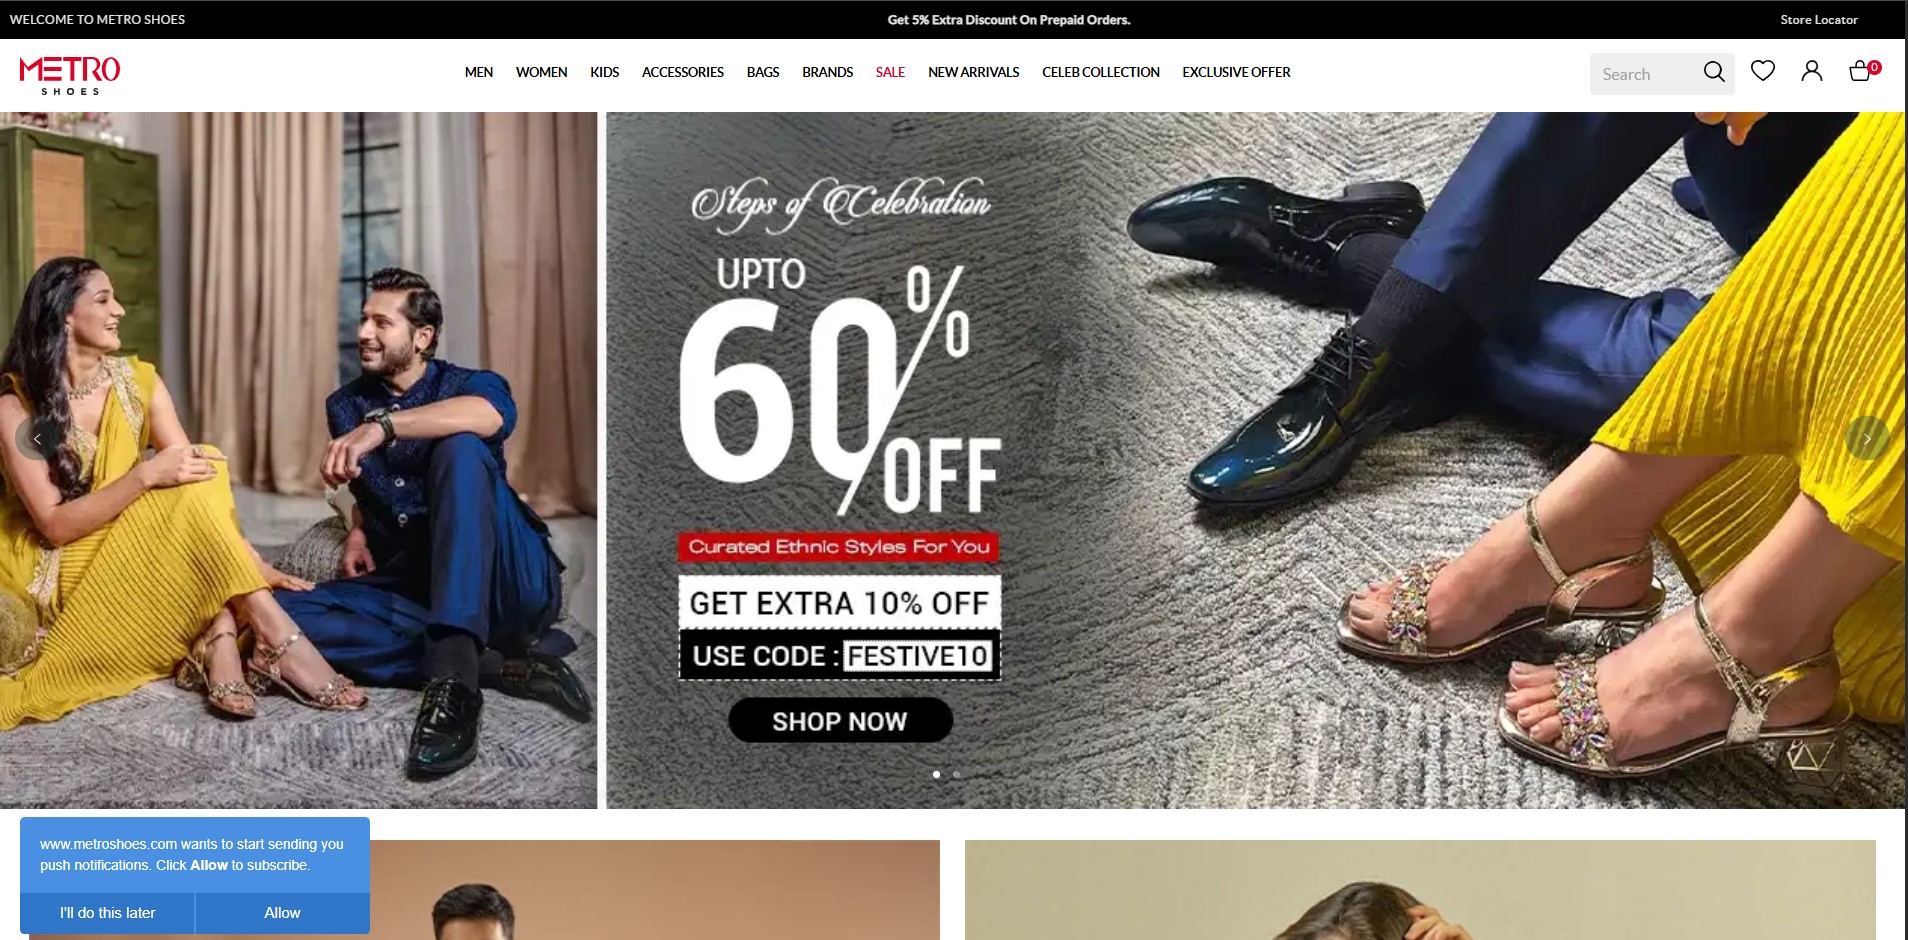 WELCOME TO METRO SHOES
Get 5% Extra Discount On Prepaid Orders.
Store Locator
METRO
SHOES
MEN
WOMEN
KIDS
ACCESSORIES
BAGS
BRANDS
SALE
NEW ARRIVALS
CELEB COLLECTION
EXCLUSIVE OFFER
Search
0
Steps of Celebration
UPTO
60%
OFF
Curated Ethnic Styles For You
GET EXTRA 10% OFF
USE CODE : FESTIVE10
SHOP NOW
www.metroshoes.com wants to start sending you
push notifications. Click Allow to subscribe.
I'll do this later
Allow